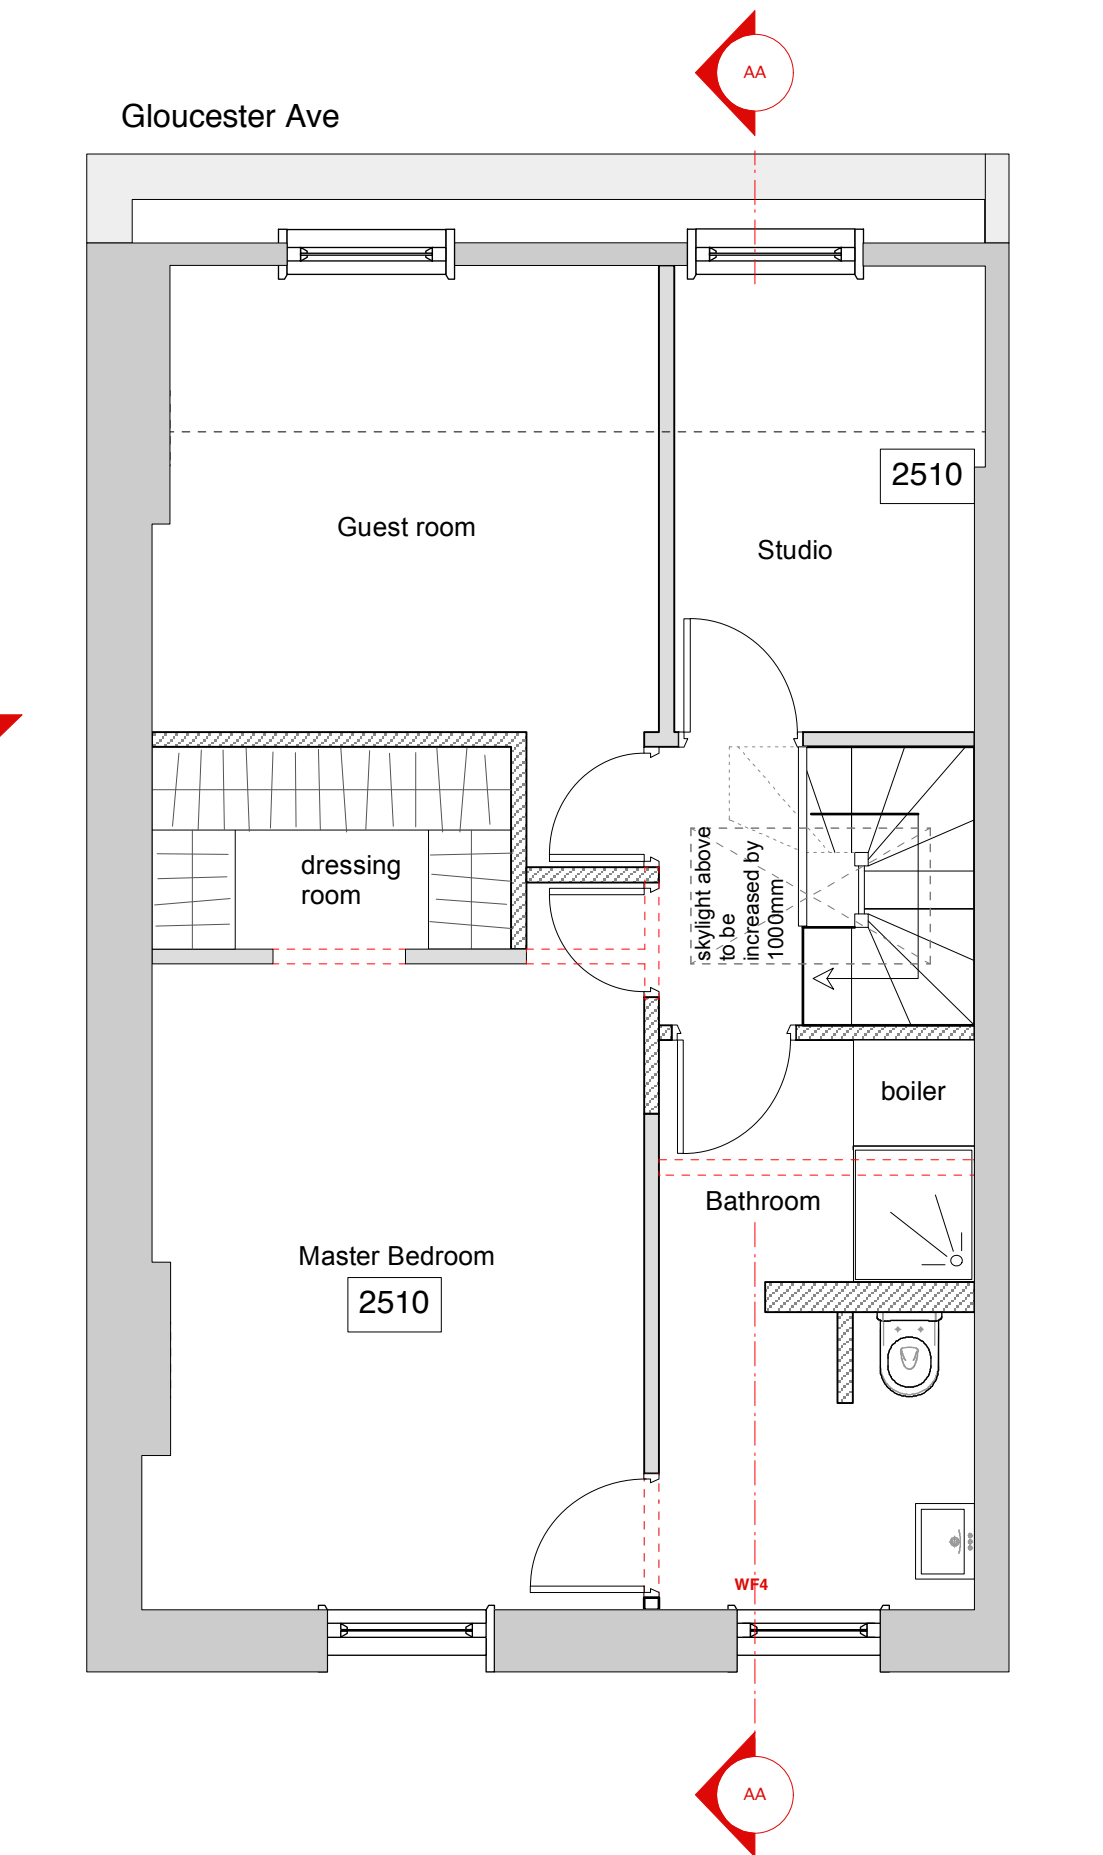 AA
Gloucester Ave
2510
Guest room
Studio
skylight above
to be
increased by
1000mm
dressing
room
boiler
Bathroom
Master Bedroom
2510
WF4
AA